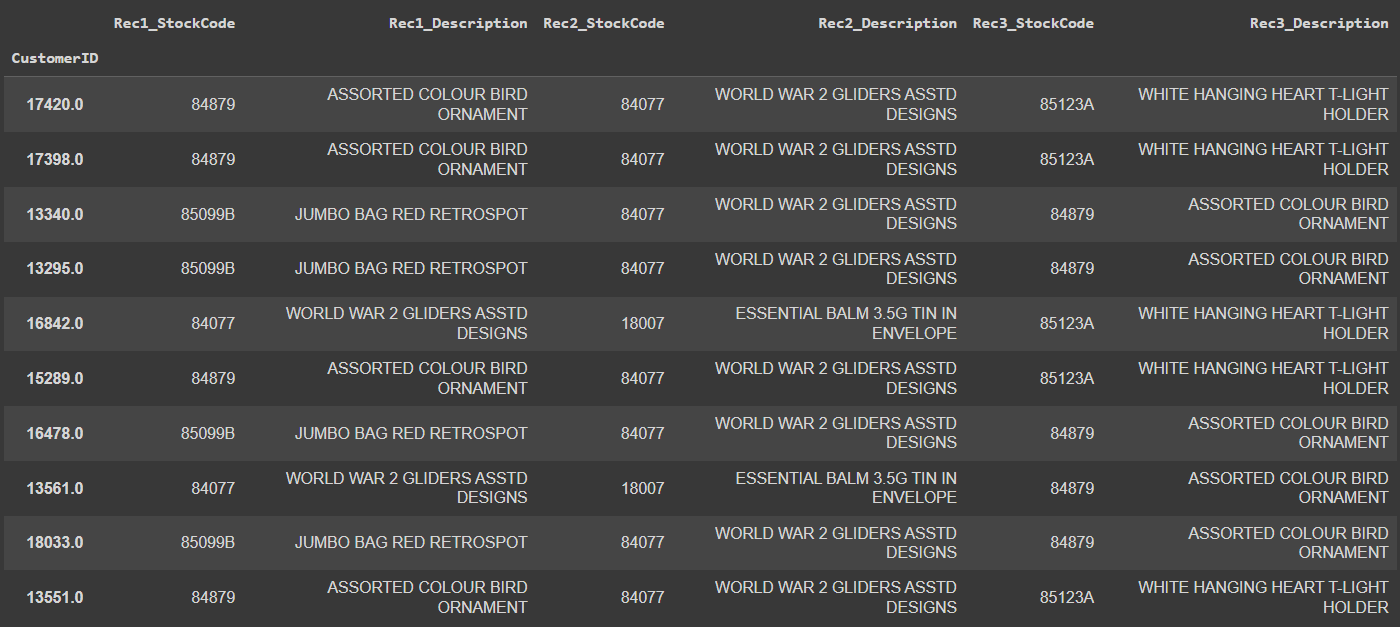 Rec1_StockCode Rec1_Description Rec2_StockCode Rec2_Description Rec3_StockCode Rec3_Description
CustomerID
17420.0 84879 ASSORTED COLOUR BIRD ORNAMENT 84077 WORLD WAR 2 GLIDERS ASSTD DESIGNS 85123A WHITE HANGING HEART T-LIGHT HOLDER
17398.0 84879 ASSORTED COLOUR BIRD ORNAMENT 84077 WORLD WAR 2 GLIDERS ASSTD DESIGNS 85123A WHITE HANGING HEART T-LIGHT HOLDER
13340.0 85099B JUMBO BAG RED RETROSPOT 84077 WORLD WAR 2 GLIDERS ASSTD DESIGNS 84879 ASSORTED COLOUR BIRD ORNAMENT
13295.0 85099B JUMBO BAG RED RETROSPOT 84077 WORLD WAR 2 GLIDERS ASSTD DESIGNS 84879 ASSORTED COLOUR BIRD ORNAMENT
16842.0 84077 WORLD WAR 2 GLIDERS ASSTD DESIGNS 18007 ESSENTIAL BALM 3.5G TIN IN ENVELOPE 85123A WHITE HANGING HEART T-LIGHT HOLDER
15289.0 84879 ASSORTED COLOUR BIRD ORNAMENT 84077 WORLD WAR 2 GLIDERS ASSTD DESIGNS 85123A WHITE HANGING HEART T-LIGHT HOLDER
16478.0 85099B JUMBO BAG RED RETROSPOT 84077 WORLD WAR 2 GLIDERS ASSTD DESIGNS 84879 ASSORTED COLOUR BIRD ORNAMENT
13561.0 84077 WORLD WAR 2 GLIDERS ASSTD DESIGNS 18007 ESSENTIAL BALM 3.5G TIN IN ENVELOPE 84879 ASSORTED COLOUR BIRD ORNAMENT
18033.0 85099B JUMBO BAG RED RETROSPOT 84077 WORLD WAR 2 GLIDERS ASSTD DESIGNS 84879 ASSORTED COLOUR BIRD ORNAMENT
13551.0 84879 ASSORTED COLOUR BIRD ORNAMENT 84077 WORLD WAR 2 GLIDERS ASSTD DESIGNS 85123A WHITE HANGING HEART T-LIGHT HOLDER